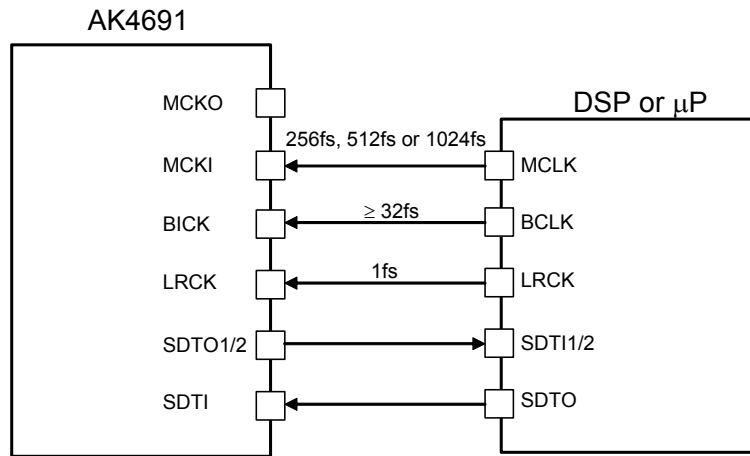 AK4691
DSP or μP
MCKO
256fs, 512fs or 1024fs
MCKI
MCLK
≥ 32fs
BICK
BCLK
1fs
LRCK
LRCK
SDTO1/2
SDTI1/2
SDTI
SDTO